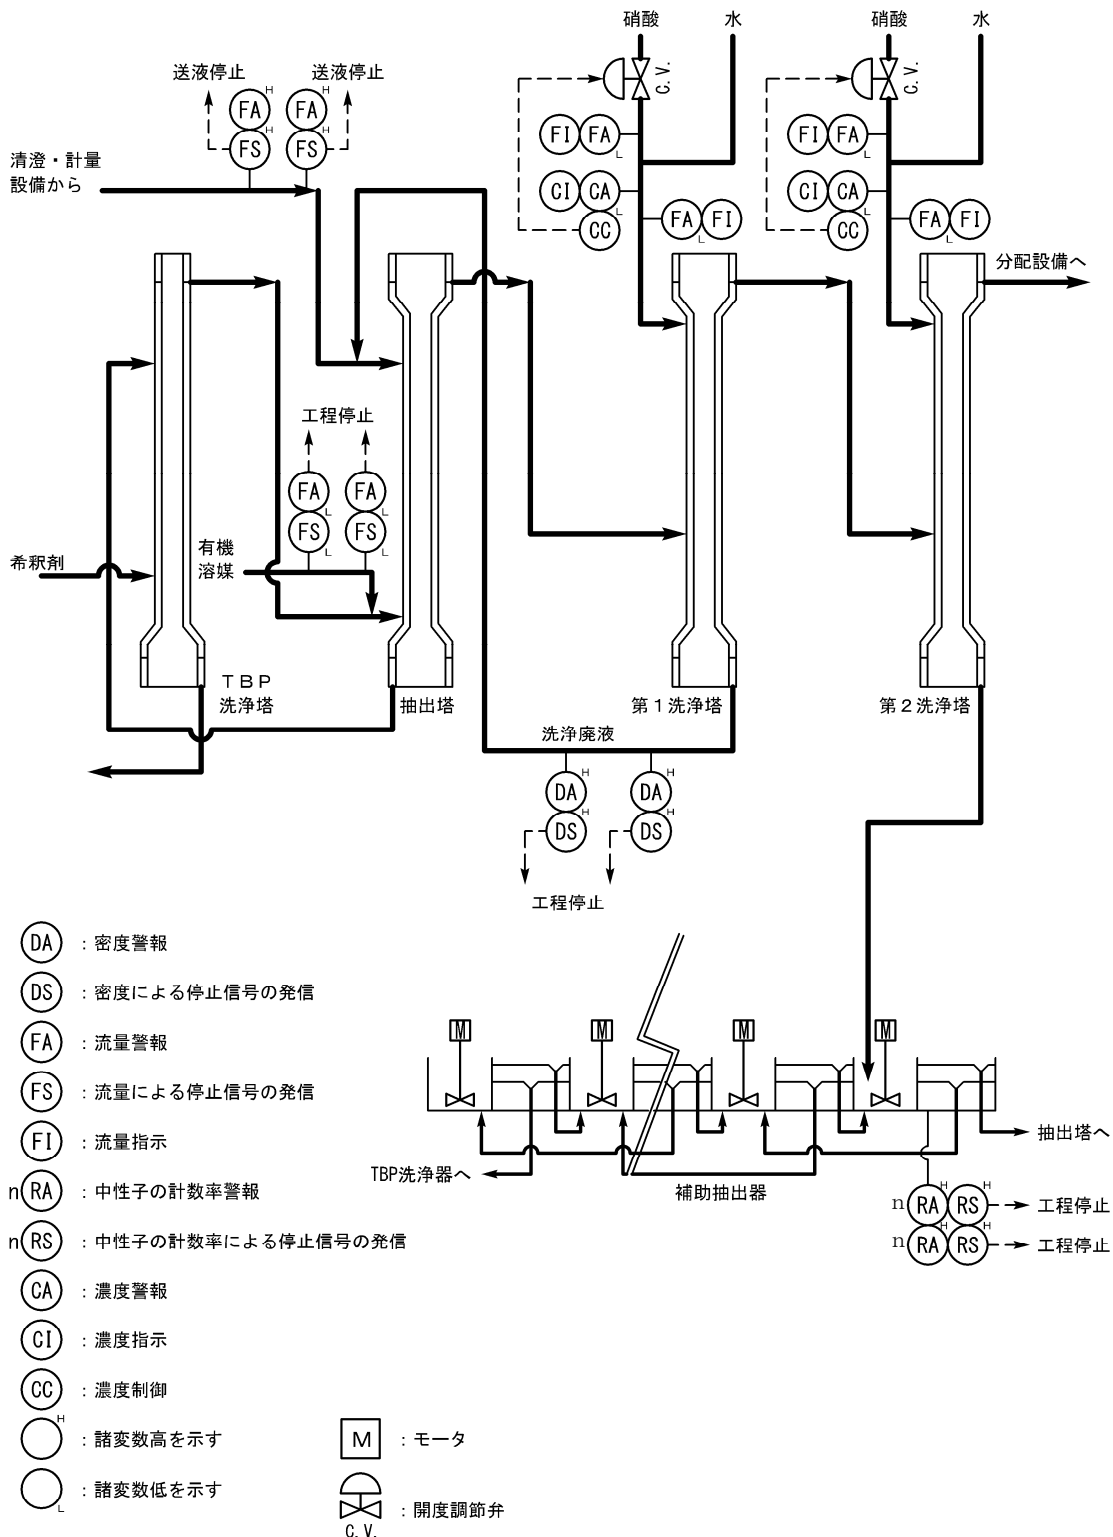 硝酸
水
硝酸
水
送液停止
送液停止
C.V.
C.V.
H
H
FA
FA
H
H
FS
FS
FI
FA
L
FI
FA
L
清澄・計量
設備から
CI
CA
L
CI
CA
L
CC
CC
FA
L
FI
FA
L
FI
分配設備へ
工程停止
FA
L
FA
L
FS
L
FS
L
希釈剤
有機
溶媒
TBP
洗浄塔
抽出塔
第1洗浄塔
第2洗浄塔
洗浄廃液
H
H
DA
DA
H
H
DS
DS
工程停止
DA : 密度警報
DS : 密度による停止信号の発信
FA : 流量警報
FS : 流量による停止信号の発信
FI : 流量指示
n RA : 中性子の計数率警報
n RS : 中性子の計数率による停止信号の発信
CA : 濃度警報
CI : 濃度指示
CC : 濃度制御
H : 諸変数高を示す
L : 諸変数低を示す
M : モータ
: 開度調節弁
C.V.
M
M
M
M
抽出塔へ
TBP洗浄器へ
補助抽出器
H
H
n RA RS 工程停止
H
H
n RA RS 工程停止